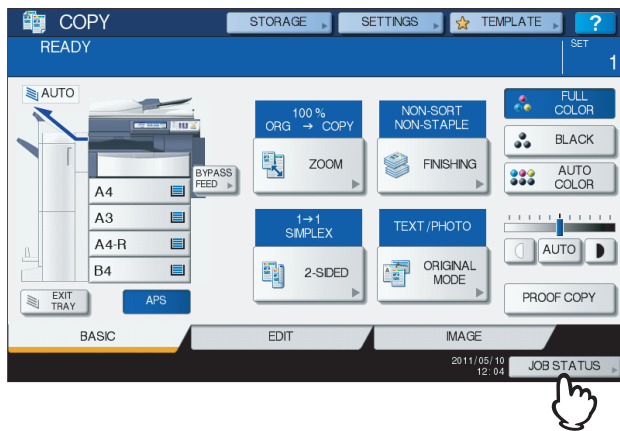 COPY
STORAGE
SETTINGS
TEMPLATE
?
READY
SET
1
AUTO
100 %
ORG → COPY
ZOOM
NON-SORT
NON-STAPLE
FINISHING
FULL
COLOR
BLACK
AUTO
COLOR
BYPASS
FEED
A4
A3
A4-R
B4
1→1
SIMPLEX
2-SIDED
TEXT/PHOTO
ORIGINAL
MODE
AUTO
EXIT
TRAY
APS
PROOF COPY
BASIC
EDIT
IMAGE
2011/05/10
12:04
JOB STATUS